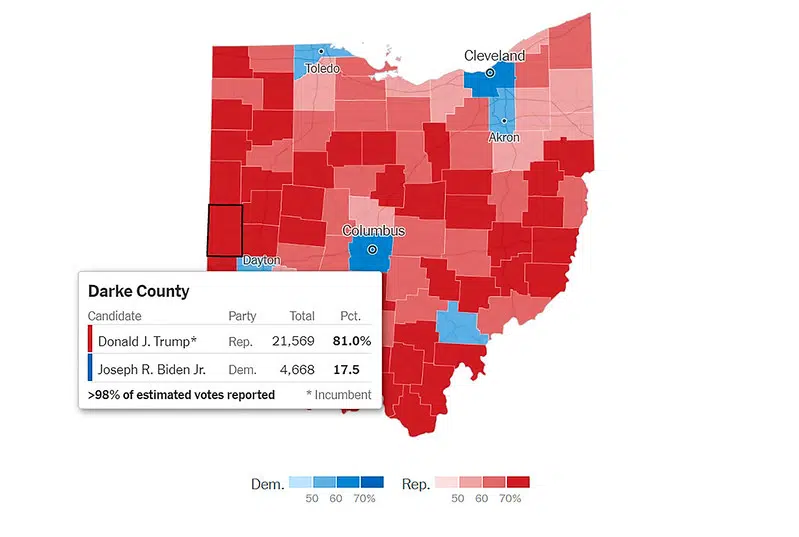 Cleveland
Toledo
Akron
Columbus
Dayton
Darke County
Candidate Party Total Pct.
Donald J. Trump* Rep. 21,569 81.0%
Joseph R. Biden Jr. Dem. 4,668 17.5
>98% of estimated votes reported * Incumbent
Dem. Rep.
50 60 70% 50 60 70%